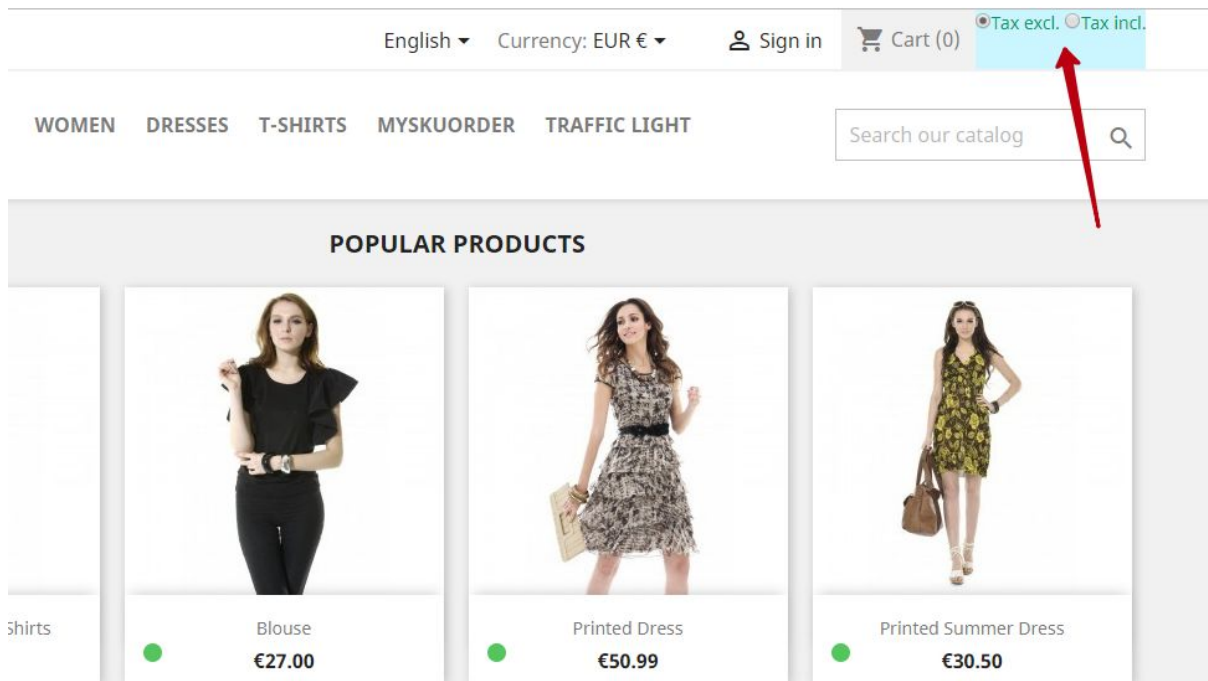 English Currency: EUR € Sign in Cart (0) Tax excl. Tax incl.
WOMEN DRESSES T-SHIRTS MYSKUORDER TRAFFIC LIGHT Search our catalog
POPULAR PRODUCTS
Shirts Blouse Printed Dress Printed Summer Dress
€27.00 €50.99 €30.50